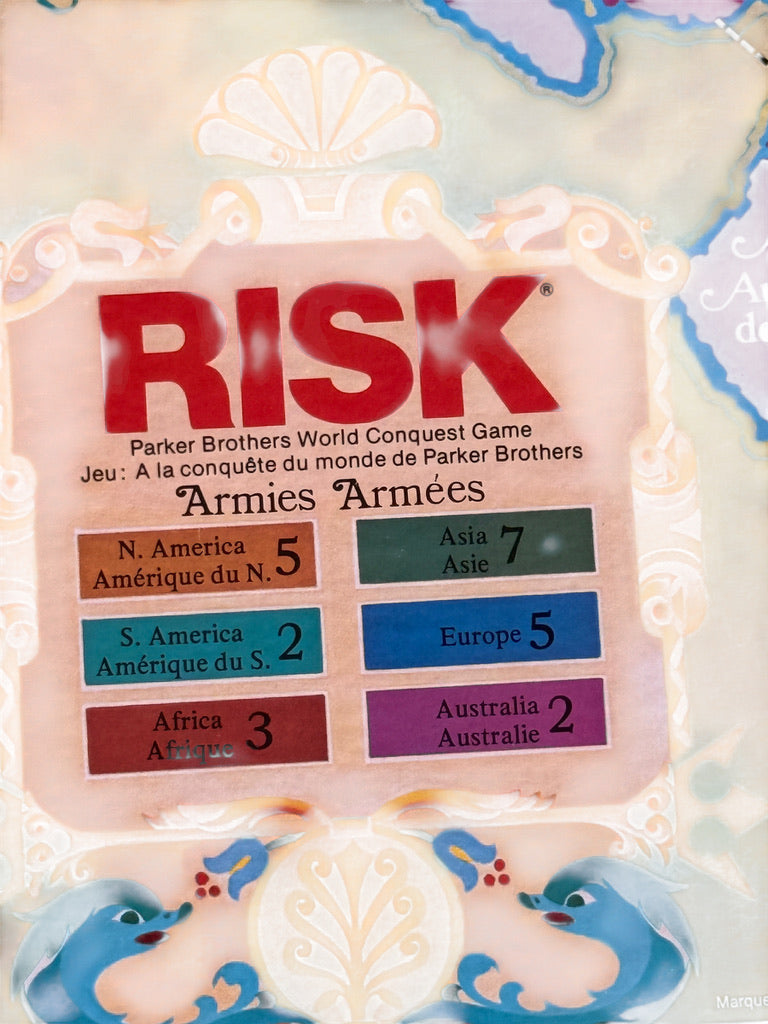 RISK®
Parker Brothers World Conquest Game
Jeu: A la conquête du monde de Parker Brothers
Armies Armées
N. America
Amérique du N. 5
Asia
Asie 7
S. America
Amérique du S. 2
Europe 5
Africa
Afrique 3
Australia
Australie 2
Marque